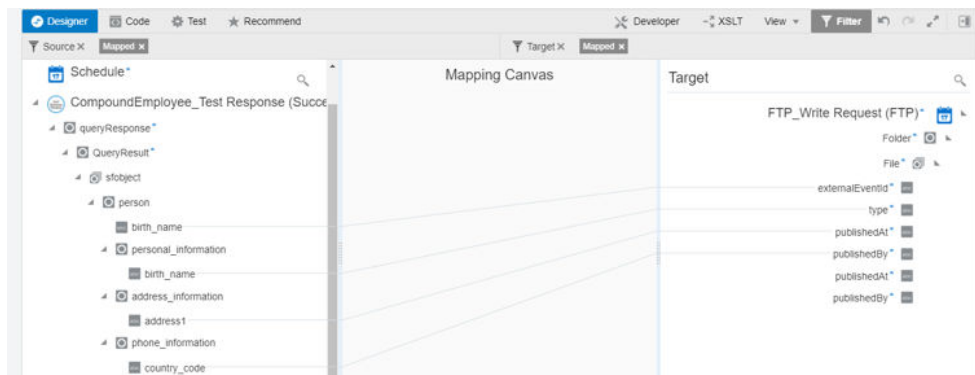 Designer Code Test Recommend Developer XSLT View Filter
Source × Mapped × Target × Mapped ×
Schedule*
CompoundEmployee_Test Response (Succe
queryResponse*
QueryResult*
sfobject
person
birth_name
personal_information
birth_name
address_information
address1
phone_information
country_code
Mapping Canvas
Target
FTP_Write Request (FTP)*
Folder*
File*
externalEventId*
type*
publishedAt*
publishedBy*
publishedAt*
publishedBy*